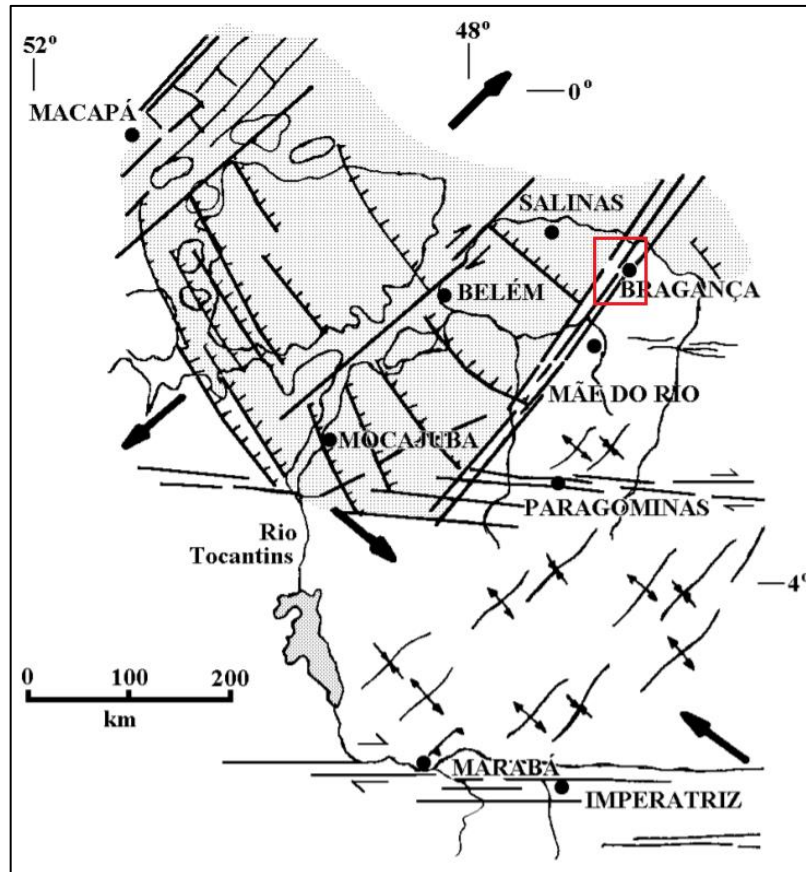 52º
48º
0º
MACAPÁ
SALINAS
BELÉM
BRAGANÇA
MÃE DO RIO
MOCAJUBA
PARAGOMINAS
Rio
Tocantins
4º
0 100 200
km
MARABÁ
IMPERATRIZ